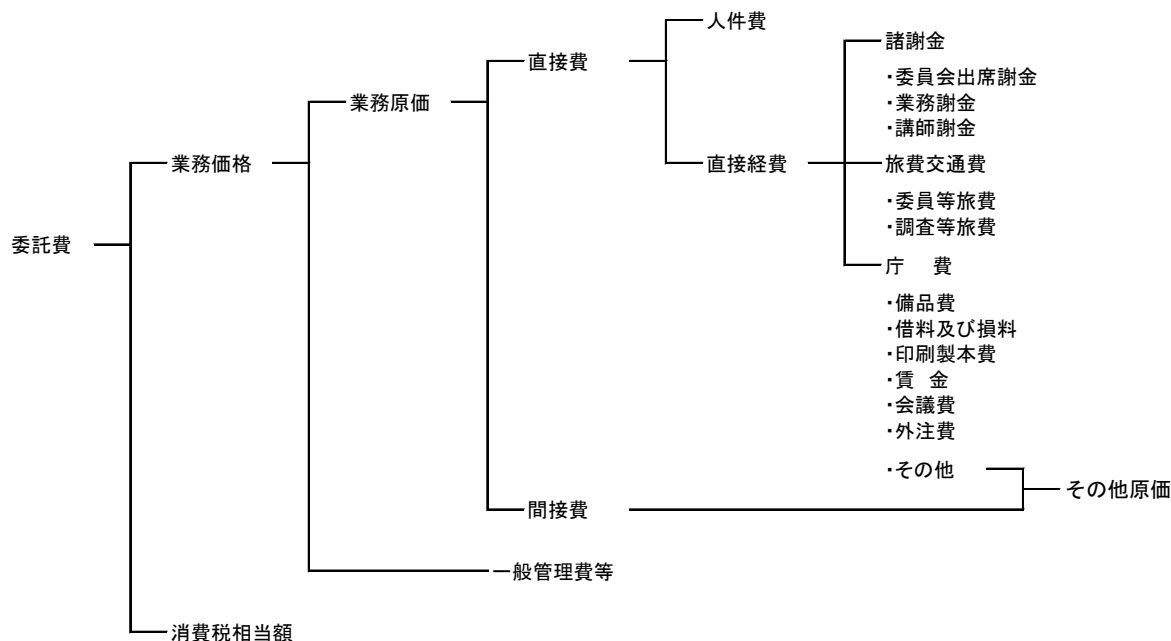 人件費
諸謝金
直接費
・委員会出席謝金
・業務謝金
業務原価
・講師謝金
業務価格
直接経費
旅費交通費
・委員等旅費
・調査等旅費
委託費
庁 費
・備品費
・借料及び損料
・印刷製本費
・賃 金
・会議費
・外注費
・その他
その他原価
間接費
一般管理費等
消費税相当額